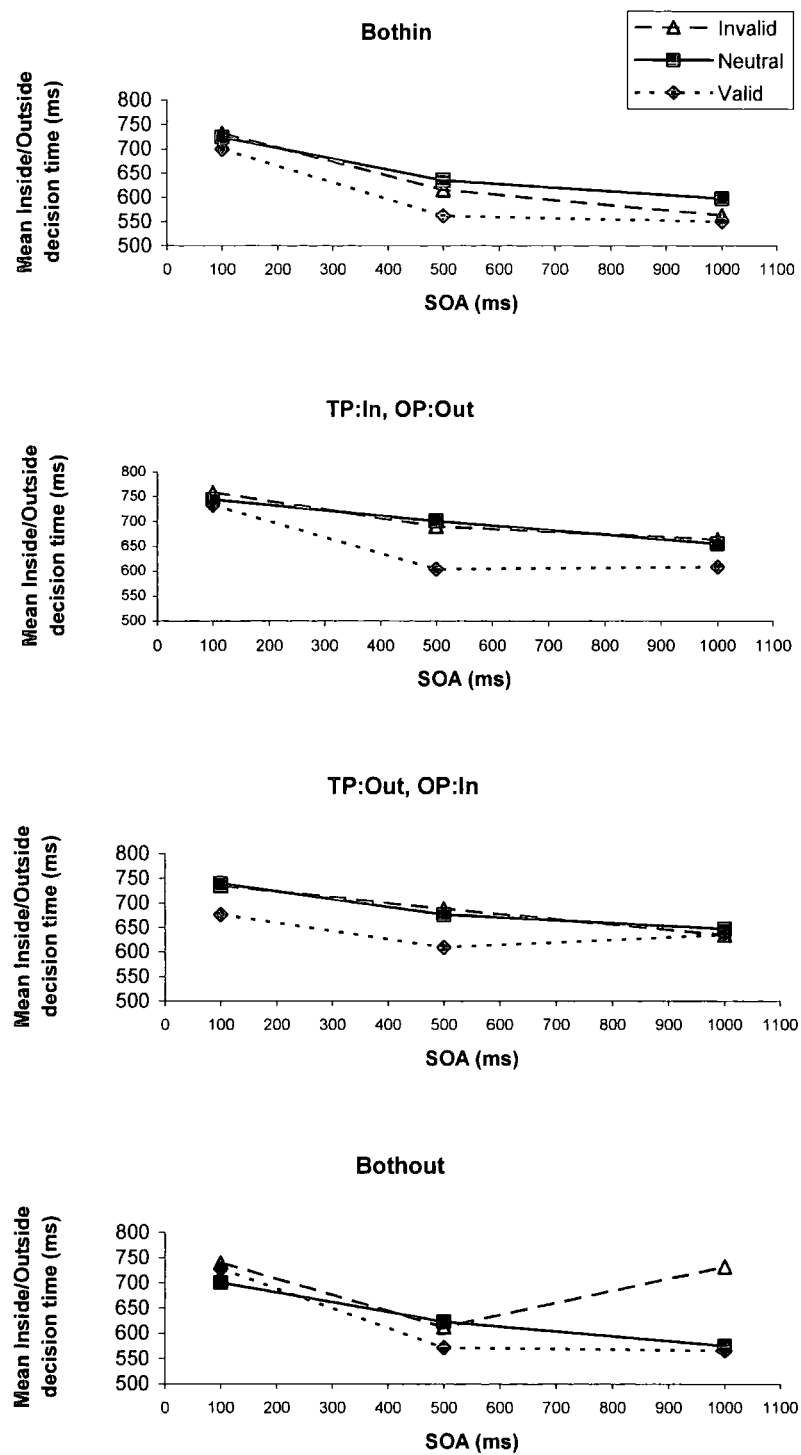 Bothin
Invalid
Neutral
Valid
Mean Inside/Outside
decision time (ms)
800
750
700
650
600
550
500
0 100 200 300 400 500 600 700 800 900 1000 1100
SOA (ms)
TP:In, OP:Out
Mean Inside/Outside
decision time (ms)
800
750
700
650
600
550
500
0 100 200 300 400 500 600 700 800 900 1000 1100
SOA (ms)
TP:Out, OP:In
Mean Inside/Outside
decision time (ms)
800
750
700
650
600
550
500
0 100 200 300 400 500 600 700 800 900 1000 1100
SOA (ms)
Bothout
Mean Inside/Outside
decision time (ms)
800
750
700
650
600
550
500
0 100 200 300 400 500 600 700 800 900 1000 1100
SOA (ms)